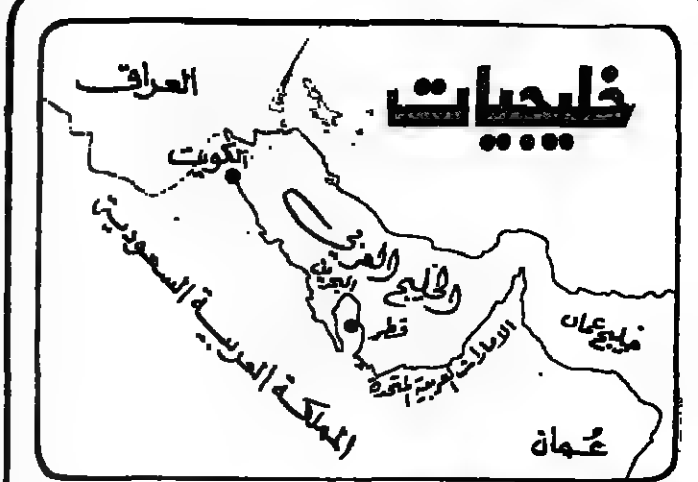 خليجيات
العراق
الكويت
المملكة العربية السعودية
الخليج العربي
البحرين
قطر
الامارات العربية المتحدة
خليج عمان
عُمان